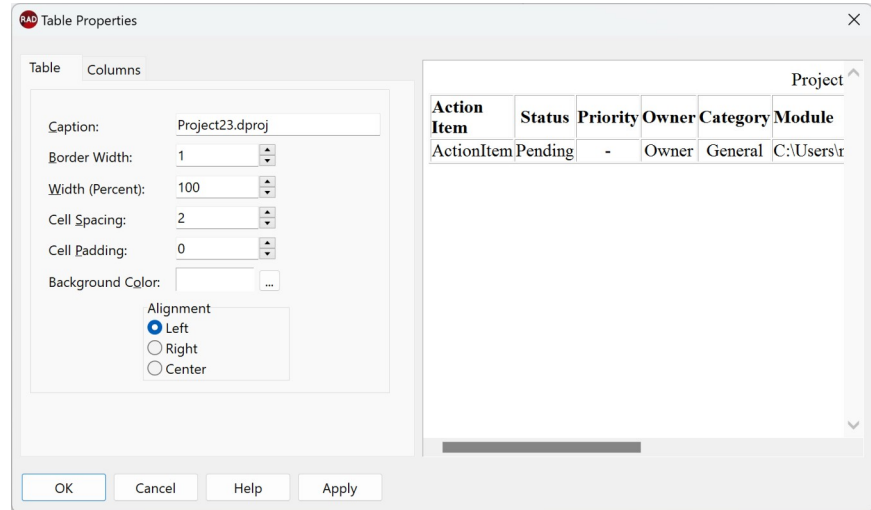 RAD Table Properties
Table Columns
Caption: Project23.dproj
Border Width: 1
Width (Percent): 100
Cell Spacing: 2
Cell Padding: 0
Background Color: ...
Alignment
Left
Right
Center
Project
Action Item Status Priority Owner Category Module
ActionItem Pending - Owner General C:\Users\r
OK Cancel Help Apply